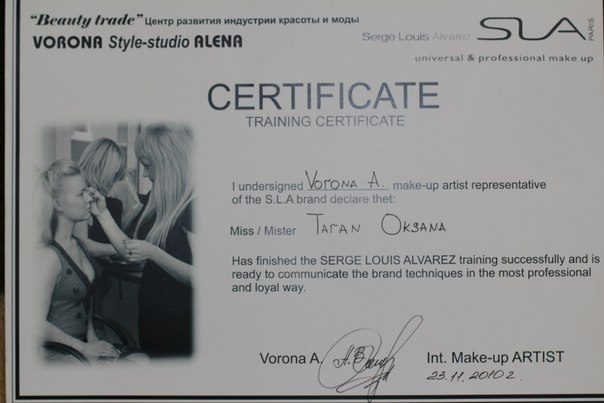 "Beauty trade" Центр развития индустрии красоты и моды
VORONA Style-studio ALENA
Serge Louis Alvarez SLA PARIS
universal & professional make up
CERTIFICATE
TRAINING CERTIFICATE
I undersigned Vorona A. make-up artist representative
of the S.L.A brand declare thet:
Miss / Mister Taran Oksana
Has finished the SERGE LOUIS ALVAREZ training successfully and is
ready to communicate the brand techniques in the most professional
and loyal way.
Vorona A. Int. Make-up ARTIST
23.11.2010 г.